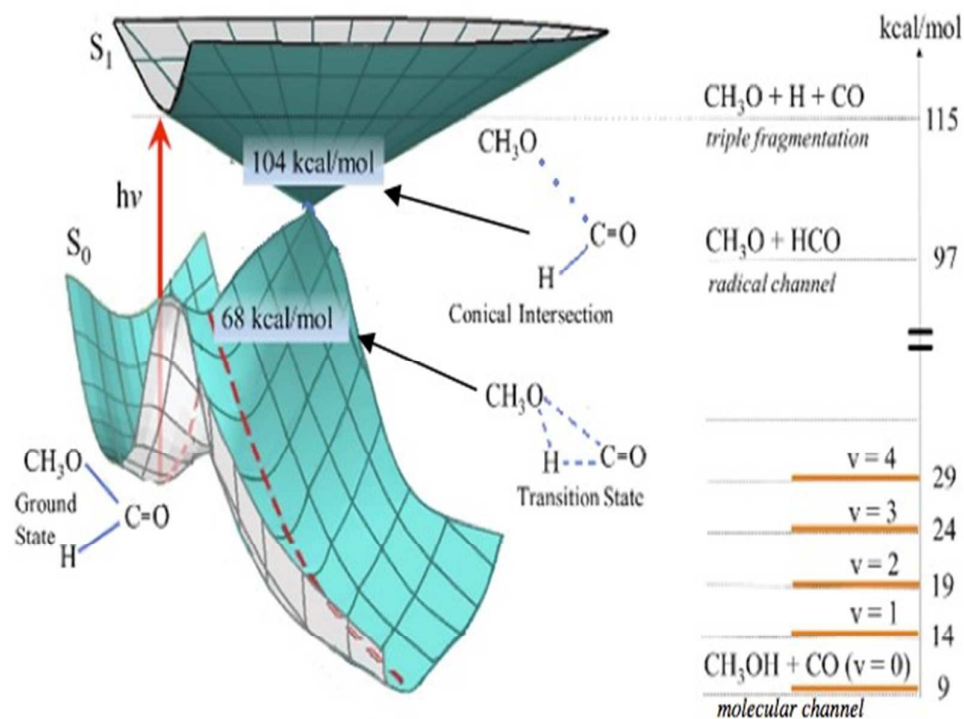 S₁
hν
S₀
104 kcal/mol
68 kcal/mol
CH₃O
C=O
H
Ground
State
CH₃O
C=O
H
Conical Intersection
CH₃O
H
C=O
Transition State
kcal/mol
CH₃O + H + CO
triple fragmentation
115
CH₃O + HCO
radical channel
97
v = 4
29
v = 3
24
v = 2
19
v = 1
14
CH₃OH + CO (v = 0)
9
molecular channel